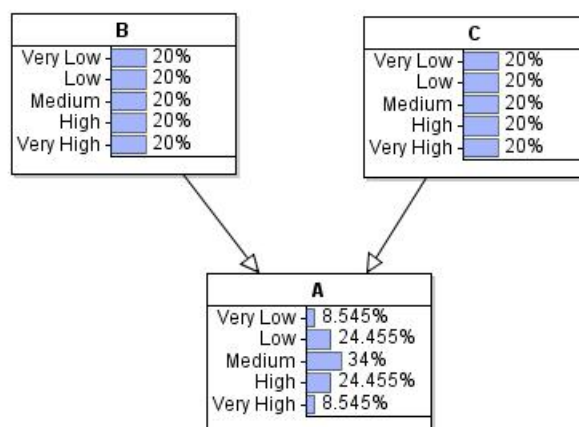 B
Very Low 20%
Low 20%
Medium 20%
High 20%
Very High 20%
C
Very Low 20%
Low 20%
Medium 20%
High 20%
Very High 20%
A
Very Low 8.545%
Low 24.455%
Medium 34%
High 24.455%
Very High 8.545%